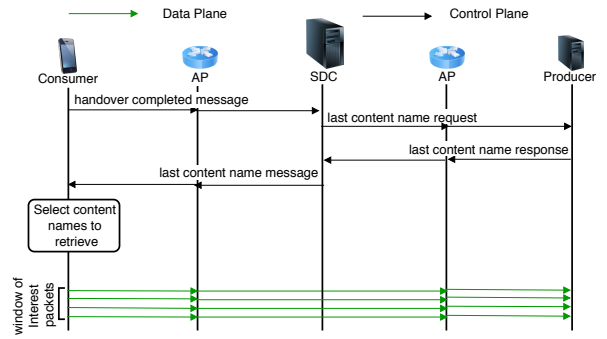 Data Plane
Control Plane
Consumer
AP
SDC
AP
Producer
handover completed message
last content name request
last content name response
last content name message
Select content
names to
retrieve
window of
Interest
packets